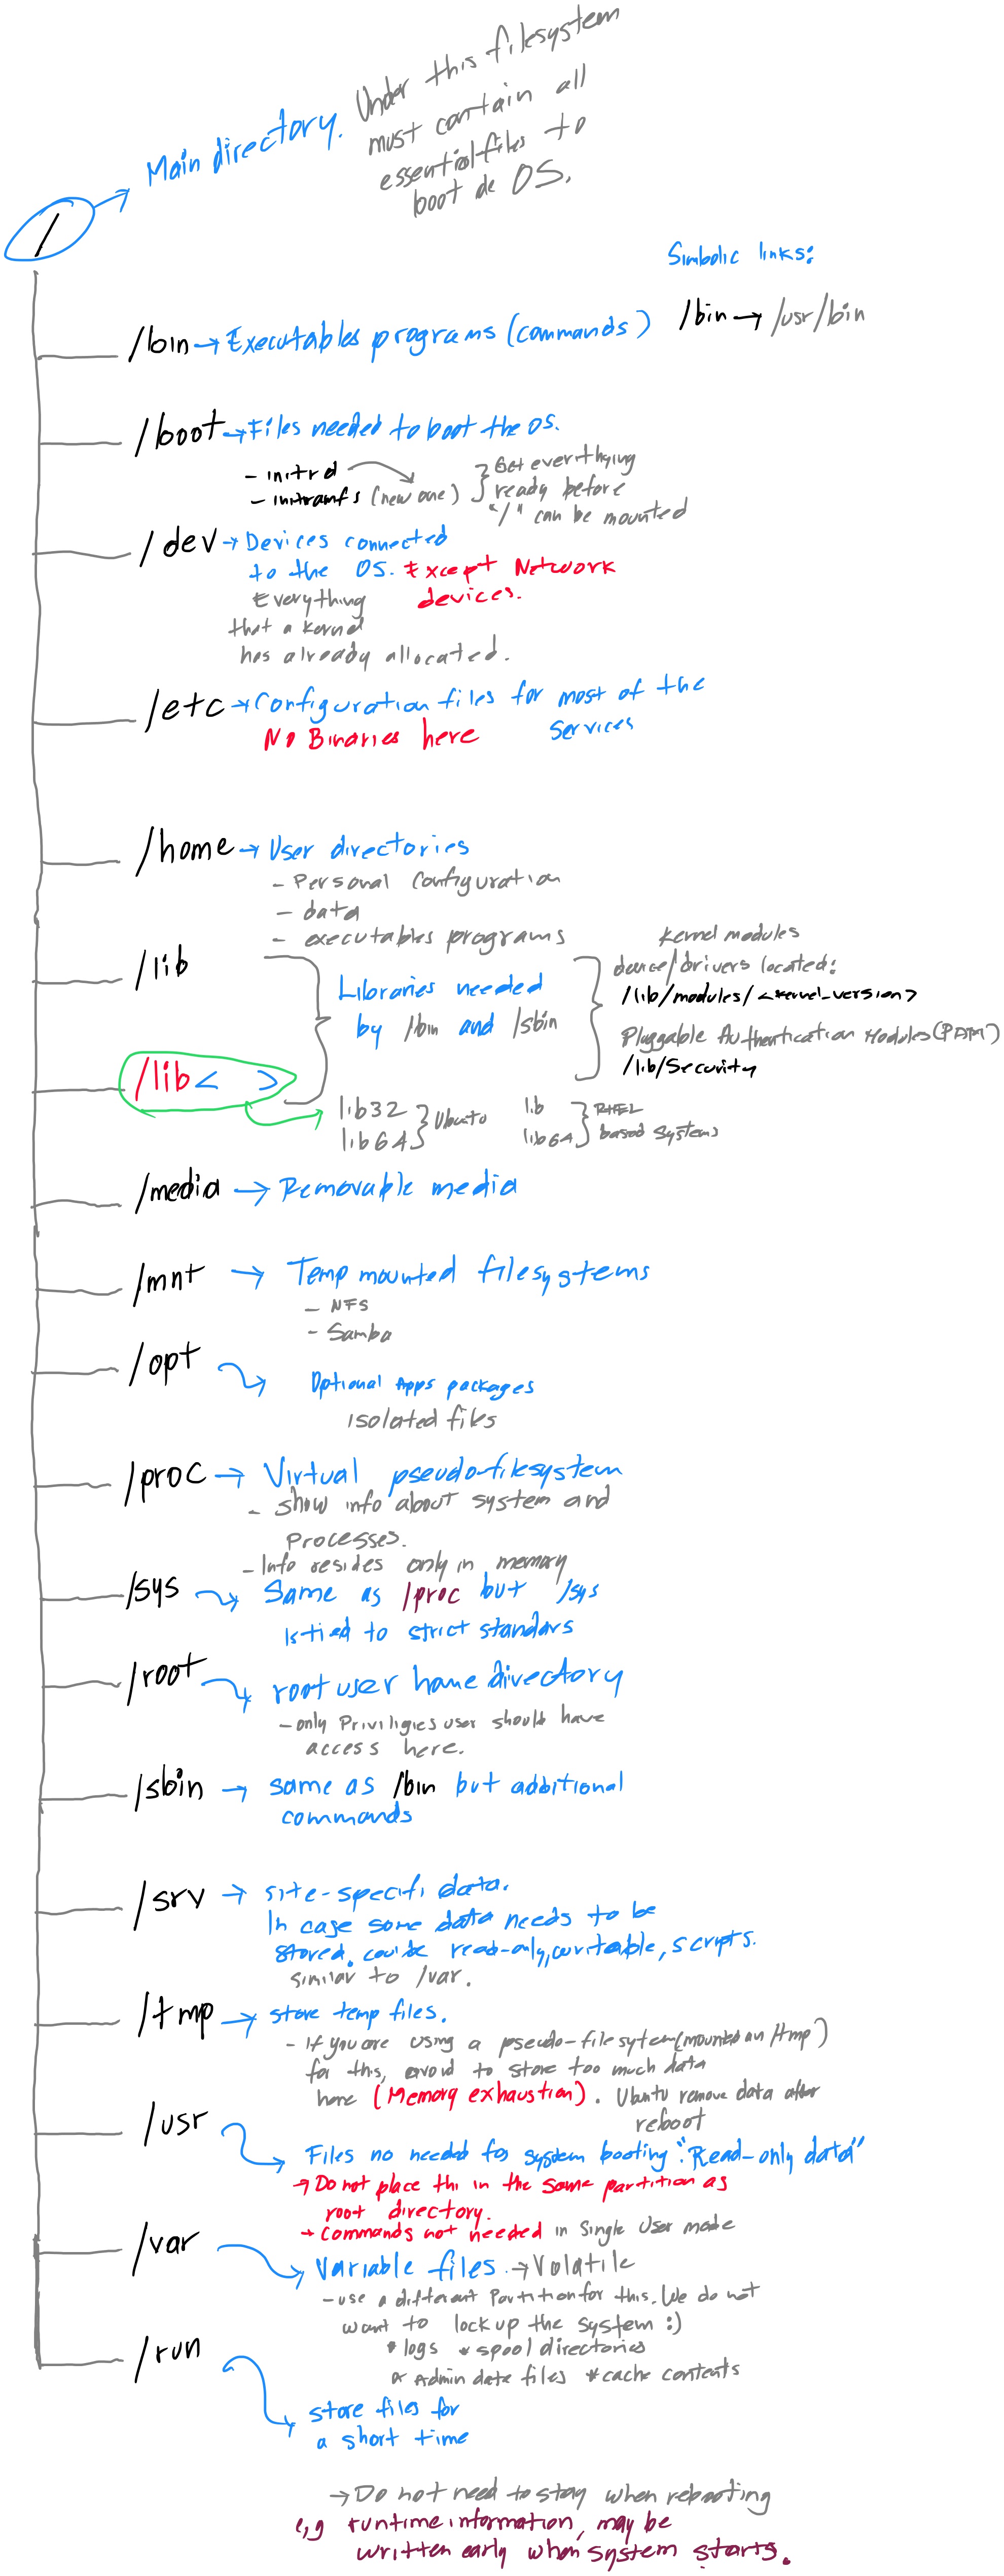 /
Main directory. Under this filesystem
must contain all
essential files to
boot de OS.
Simbolic links:
/bin → /usr/bin
/bin → Executables programs (commands)
/boot → Files needed to boot the OS.
- initrd
- initramfs (new one)
} Get everithying
ready before
"/" can be mounted
/dev → Devices connected
to the OS. Except Network
devices.
Everything
that a kernel
has already allocated.
/etc → Configuration files for most of the
Services
No Binaries here
/home → User directories
- Personal Configuration
- data
- executables programs
/lib
Libraries needed
by /bin and /sbin
Kernel modules
device/drivers located:
/lib/modules/<kernel-version>
Pluggable Authentication Modules (PAM)
/lib/Security
/lib< >
lib32
lib64
} Ubuto
lib
lib64
} RHEL
based systems
/media → Removable media
/mnt → Temp mounted filesystems
- NFS
- Samba
/opt
Optional Apps packages
Isolated files
/proc → Virtual pseudo-filesystem
- show info about system and
Processes.
- Info resides only in memory
/sys → Same as /proc but /sys
Is tied to strict standars
/root → root user home directory
- only Priviligies user should have
access here.
/sbin → same as /bin but additional
commands
/srv → site-specifi data.
In case some data needs to be
stored. could read-only, writable, scripts.
similar to /var.
/tmp → store temp files.
- If you are using a pseudo-file sytem (mounted on /tmp)
for this, avoid to store too much data
here (Memory exhaustion). Ubuntu remove data after
reboot
/usr
Files no needed for system booting "Read-only data"
→ Do not place thi in the same partition as
root directory.
→ Commands not needed in Single User mode
/var
Variable files. → Volatile
- use a different Partition for this. We do not
want to lock up the system :)
* logs * spool directories
* Admin data files * cache contents
/run
store files for
a short time
→ Do not need to stay when rebooting
e,g runtime information, may be
written early when system starts.